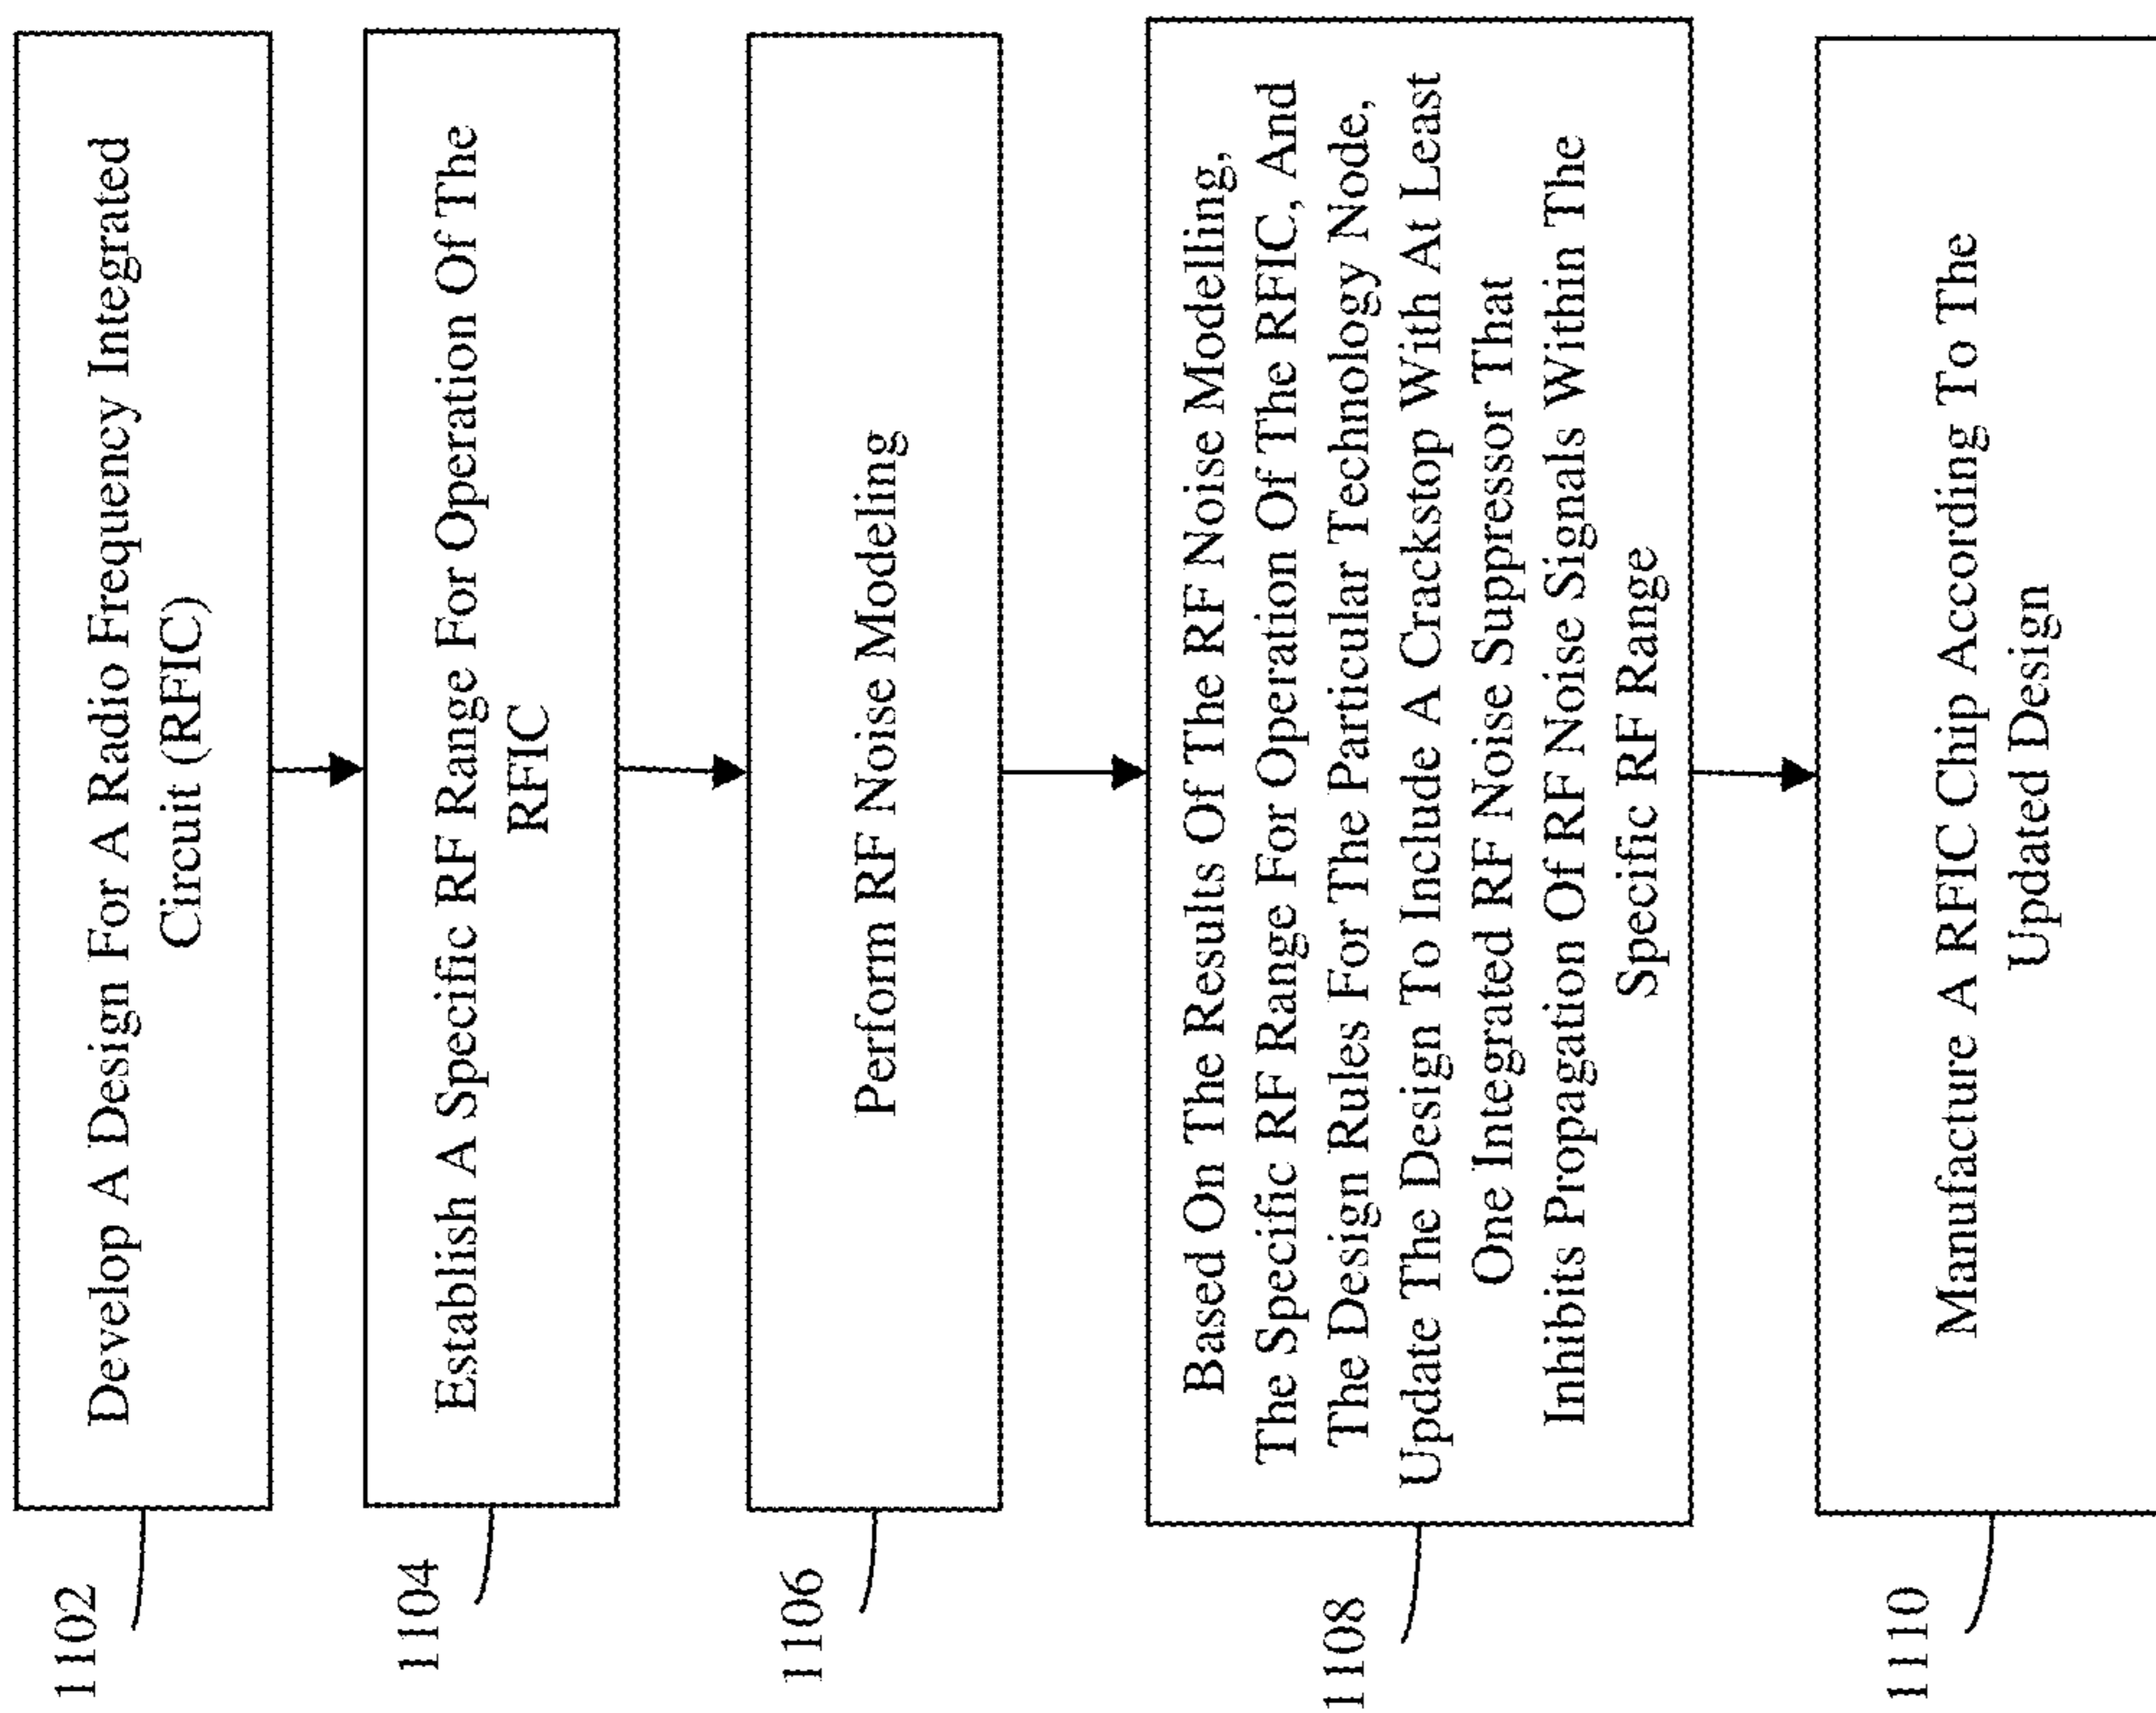 1102
Develop A Design For A Radio Frequency Integrated
Circuit (RFIC)
1104
Establish A Specific RF Range For Operation Of The
RFIC
1106
Perform RF Noise Modeling
1108
Based On The Results Of The RF Noise Modelling,
The Specific RF Range For Operation Of The RFIC, And
The Design Rules For The Particular Technology Node,
Update The Design To Include A Crackstop With At Least
One Integrated RF Noise Suppressor That
Inhibits Propagation Of RF Noise Signals Within The
Specific RF Range
1110
Manufacture A RFIC Chip According To The
Updated Design